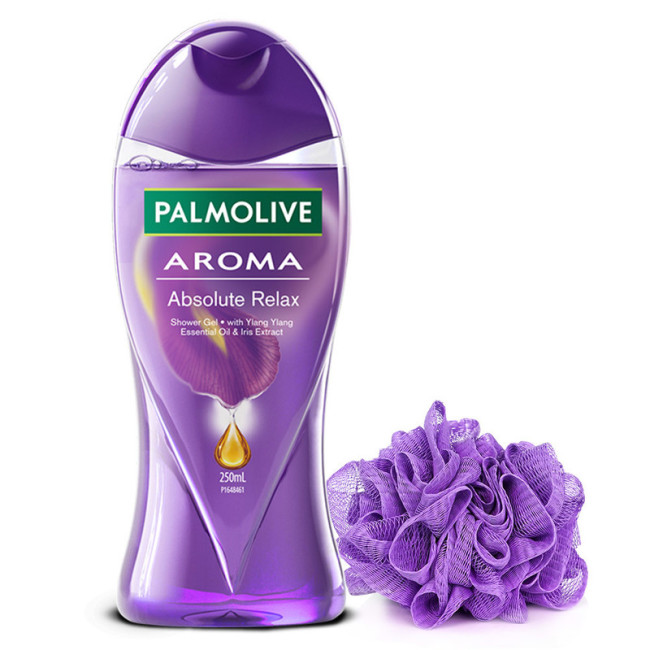 PALMOLIVE
AROMA
Absolute Relax
Shower Gel • with Ylang Ylang
Essential Oil & Iris Extract
250mL
P1648461